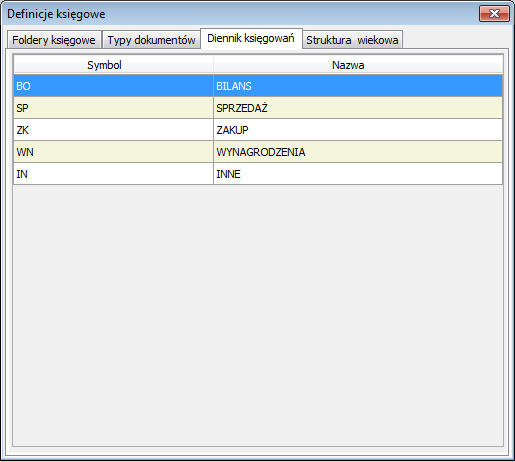 Definicje księgowe
Foldery księgowe Typy dokumentów Diennik księgowań Struktura wiekowa
Symbol Nazwa
BO BILANS
SP SPRZEDAŻ
ZK ZAKUP
WN WYNAGRODZENIA
IN INNE